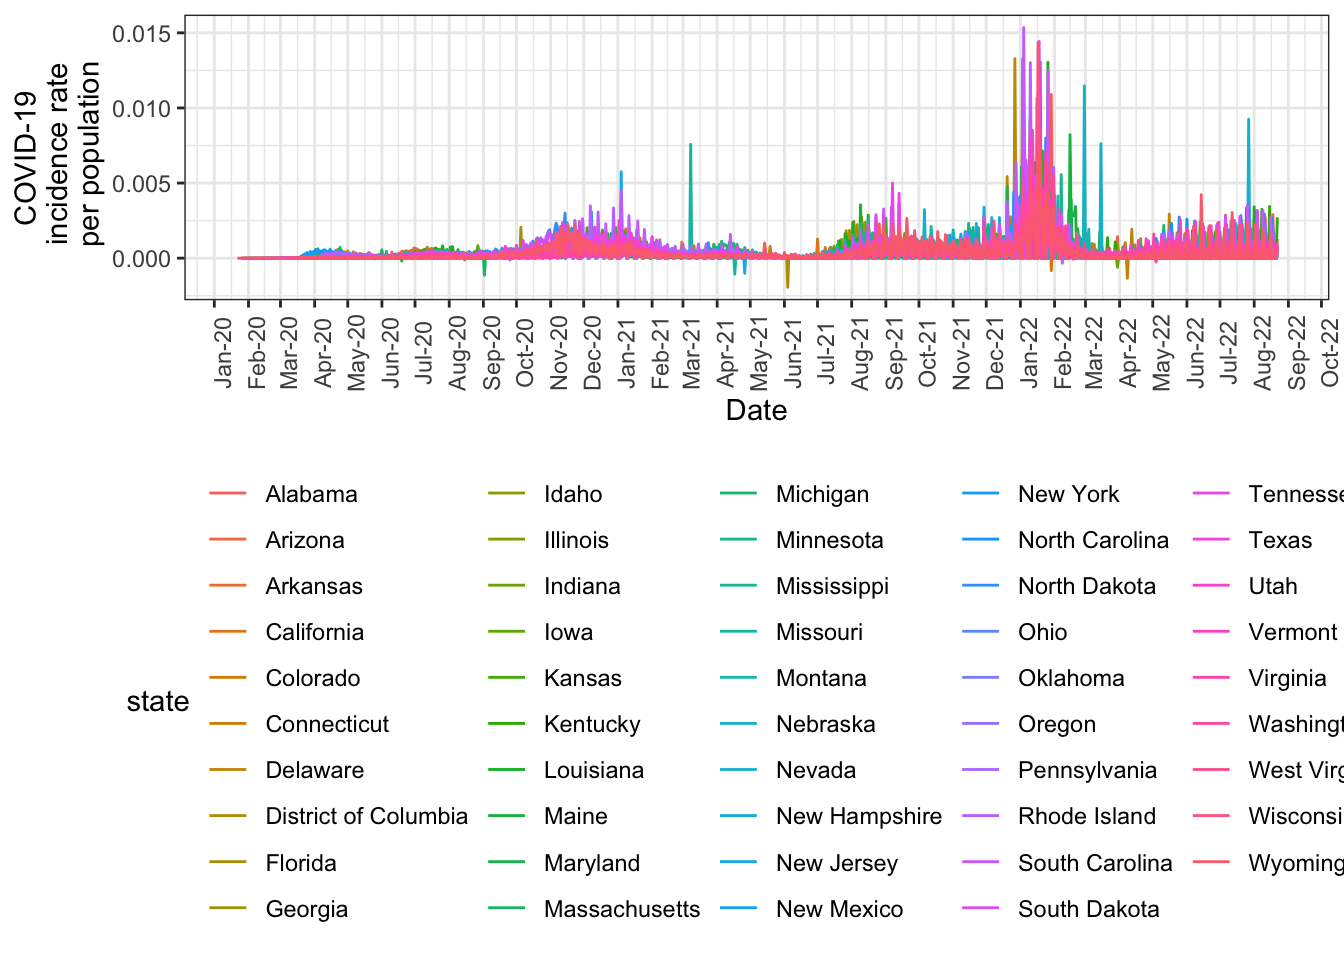 COVID-19
incidence rate
per population
0.015
0.010
0.005
0.000
Jan-20 Feb-20 Mar-20 Apr-20 May-20 Jun-20 Jul-20 Aug-20 Sep-20 Oct-20 Nov-20 Dec-20 Jan-21 Feb-21 Mar-21 Apr-21 May-21 Jun-21 Jul-21 Aug-21 Sep-21 Oct-21 Nov-21 Dec-21 Jan-22 Feb-22 Mar-22 Apr-22 May-22 Jun-22 Jul-22 Aug-22 Sep-22 Oct-22
Date
state
Alabama
Arizona
Arkansas
California
Colorado
Connecticut
Delaware
District of Columbia
Florida
Georgia
Idaho
Illinois
Indiana
Iowa
Kansas
Kentucky
Louisiana
Maine
Maryland
Massachusetts
Michigan
Minnesota
Mississippi
Missouri
Montana
Nebraska
Nevada
New Hampshire
New Jersey
New Mexico
New York
North Carolina
North Dakota
Ohio
Oklahoma
Oregon
Pennsylvania
Rhode Island
South Carolina
South Dakota
Tennesse
Texas
Utah
Vermont
Virginia
Washingt
West Virg
Wisconsi
Wyoming